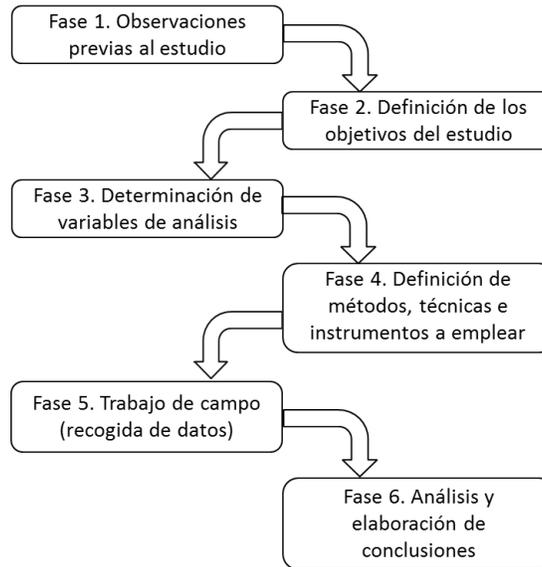 Fase 1. Observaciones
previas al estudio
Fase 2. Definición de los
objetivos del estudio
Fase 3. Determinación de
variables de análisis
Fase 4. Definición de
métodos, técnicas e
instrumentos a emplear
Fase 5. Trabajo de campo
(recogida de datos)
Fase 6. Análisis y
elaboración de
conclusiones